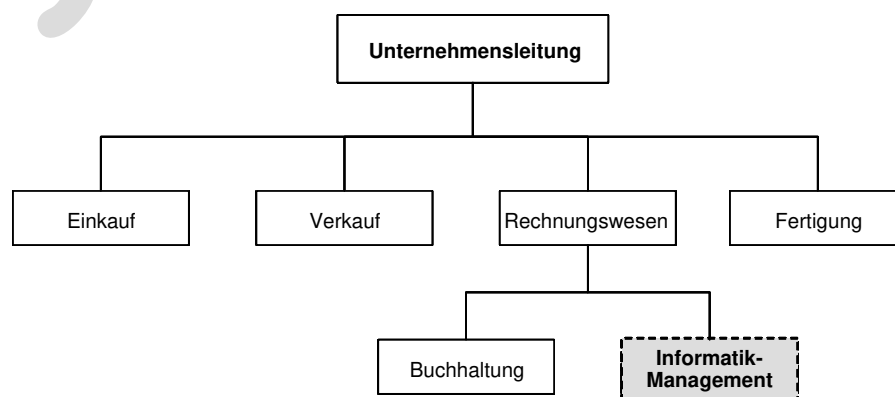 Unternehmensleitung
Einkauf
Verkauf
Rechnungswesen
Fertigung
Buchhaltung
Informatik-
Management